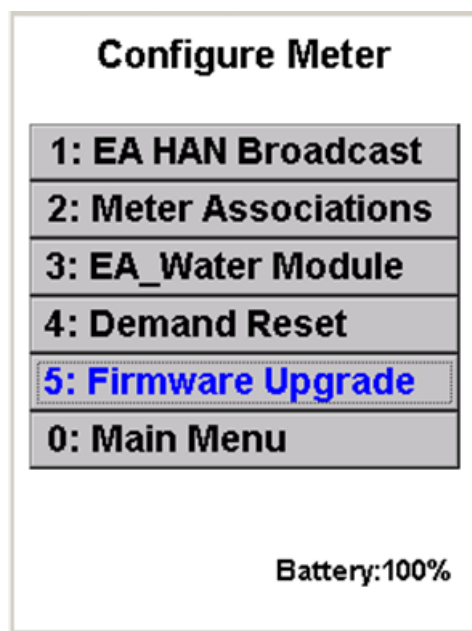 Configure Meter
1: EA HAN Broadcast
2: Meter Associations
3: EA_Water Module
4: Demand Reset
5: Firmware Upgrade
0: Main Menu
Battery:100%